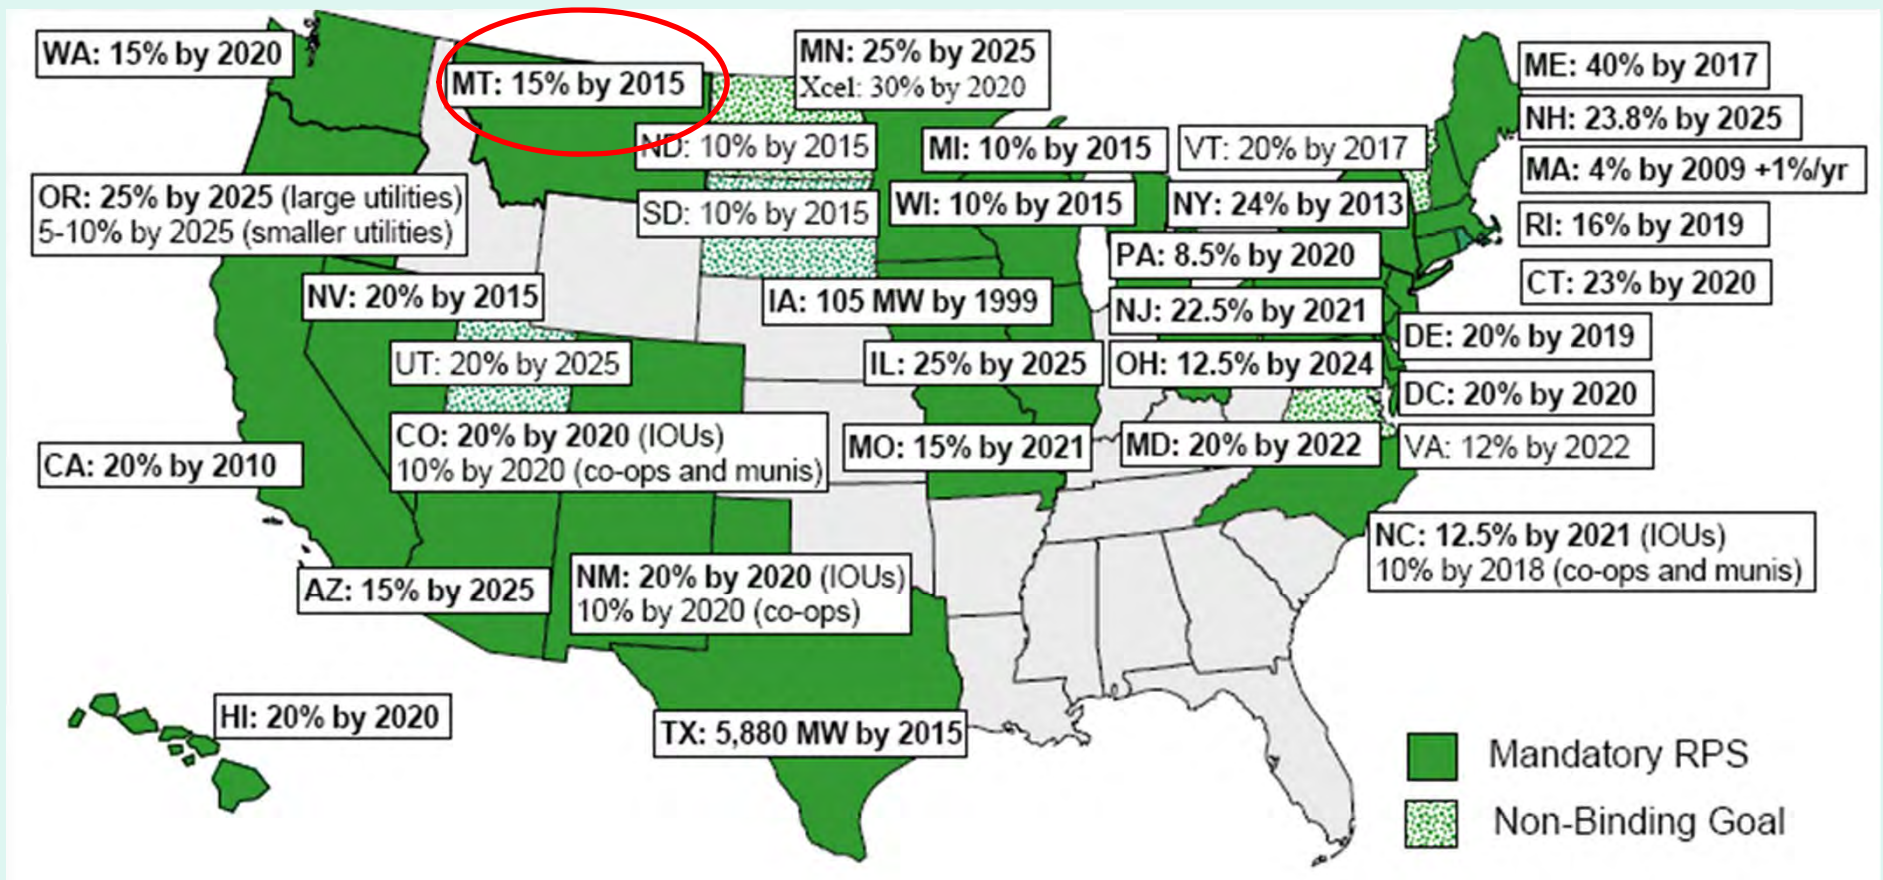 WA: 15% by 2020
MT: 15% by 2015
MN: 25% by 2025
Xcel: 30% by 2020
ME: 40% by 2017
NH: 23.8% by 2025
ND: 10% by 2015
MI: 10% by 2015
VT: 20% by 2017
MA: 4% by 2009 +1%/yr
OR: 25% by 2025 (large utilities)
5-10% by 2025 (smaller utilities)
SD: 10% by 2015
WI: 10% by 2015
NY: 24% by 2013
RI: 16% by 2019
PA: 8.5% by 2020
CT: 23% by 2020
NV: 20% by 2015
IA: 105 MW by 1999
NJ: 22.5% by 2021
DE: 20% by 2019
UT: 20% by 2025
IL: 25% by 2025
OH: 12.5% by 2024
DC: 20% by 2020
CO: 20% by 2020 (IOUs)
10% by 2020 (co-ops and munis)
MO: 15% by 2021
MD: 20% by 2022
VA: 12% by 2022
CA: 20% by 2010
NC: 12.5% by 2021 (IOUs)
10% by 2018 (co-ops and munis)
AZ: 15% by 2025
NM: 20% by 2020 (IOUs)
10% by 2020 (co-ops)
HI: 20% by 2020
TX: 5,880 MW by 2015
Mandatory RPS
Non-Binding Goal